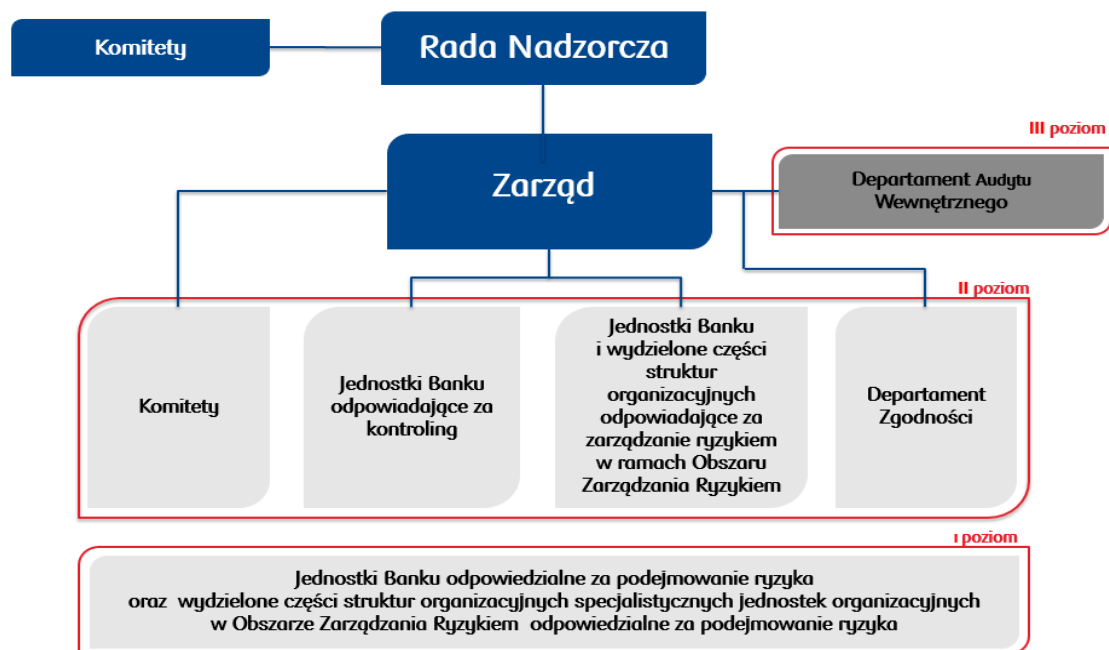 Komitety
Rada Nadzorcza
Zarząd
III poziom
Departament Audytu
Wewnętrznego
II poziom
Komitety
Jednostki Banku
odpowiadające za
kontroling
Jednostki Banku
i wydzielone części
struktur
organizacyjnych
odpowiadające za
zarządzanie ryzykiem
w ramach Obszaru
Zarządzania Ryzykiem
Departament
Zgodności
I poziom
Jednostki Banku odpowiedzialne za podejmowanie ryzyka
oraz wydzielone części struktur organizacyjnych specjalistycznych jednostek organizacyjnych
w Obszarze Zarządzania Ryzykiem odpowiedzialne za podejmowanie ryzyka